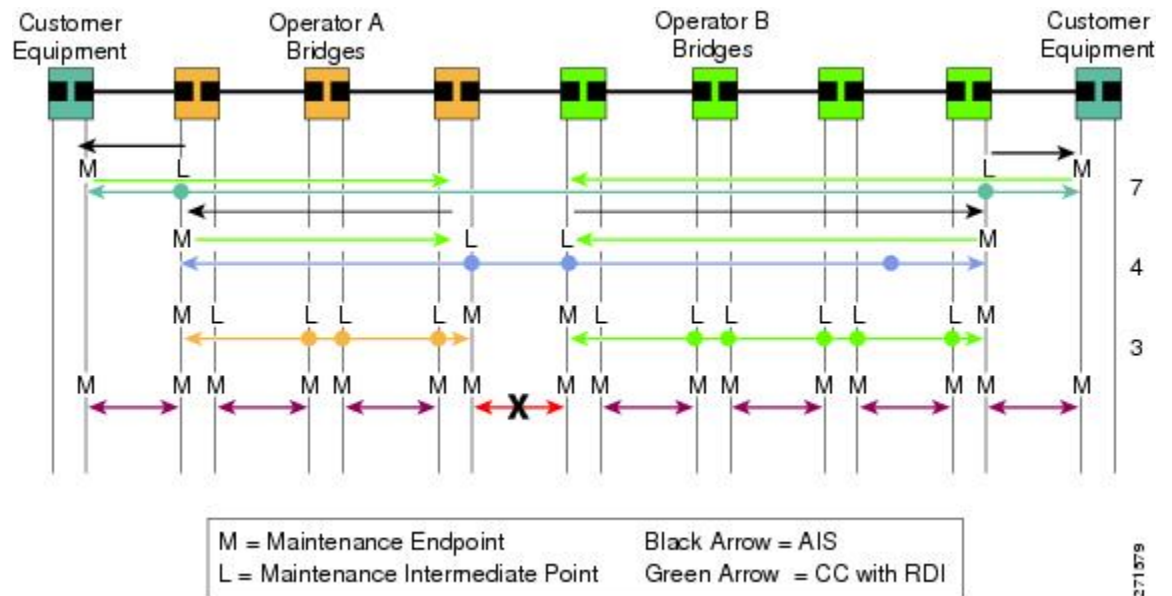 Customer
Equipment
Operator A
Bridges
Operator B
Bridges
Customer
Equipment
M L L M
7
M L L M
4
M L L L L M M L L L L L M
3
M M M M M M M M M M M M M M M M
X
M = Maintenance Endpoint
L = Maintenance Intermediate Point
Black Arrow = AIS
Green Arrow = CC with RDI
271579